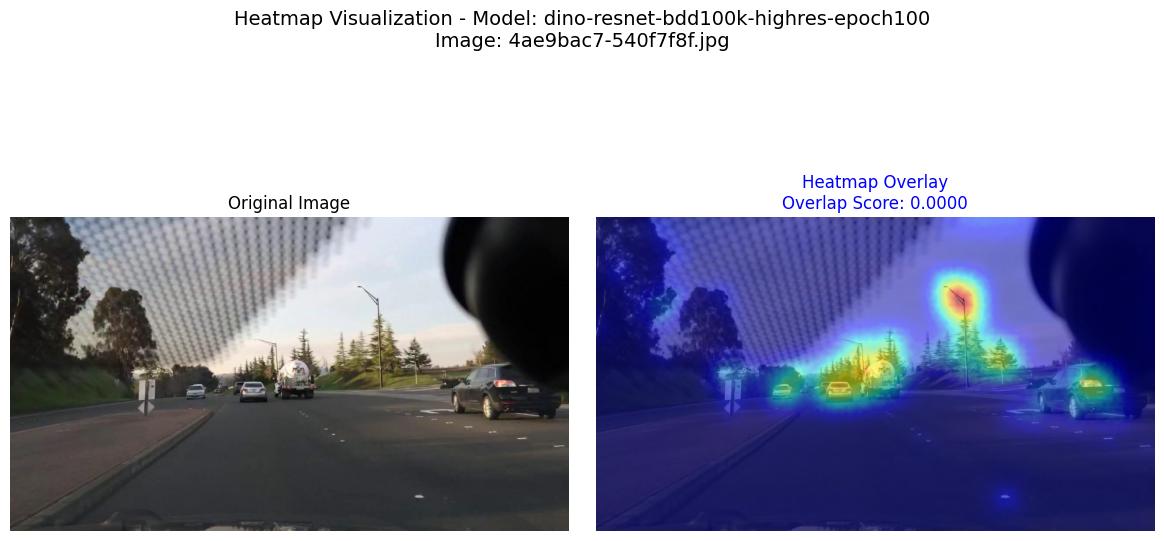 Heatmap Visualization - Model: dino-resnet-bdd100k-highres-epoch100
Image: 4ae9bac7-540f7f8f.jpg
Original Image
Heatmap Overlay
Overlap Score: 0.0000